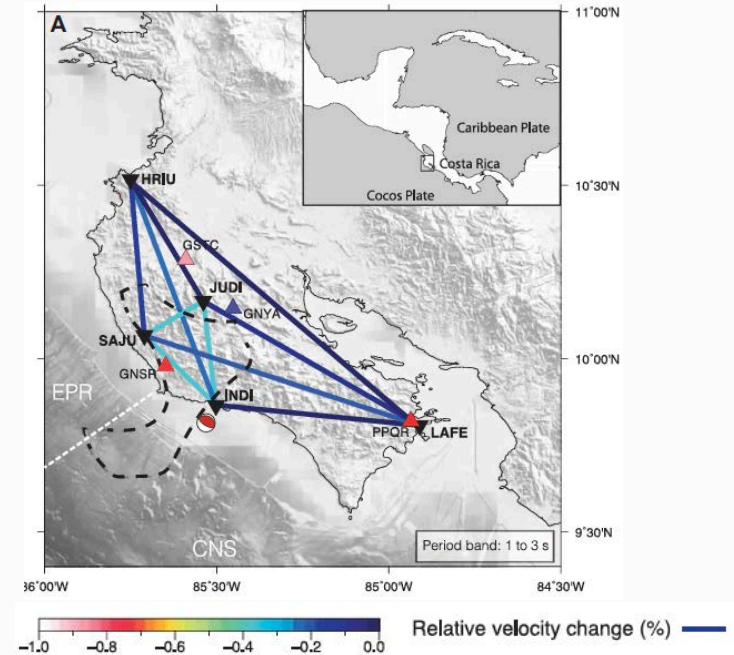 A
11°00'N
Caribbean Plate
Costa Rica
Cocos Plate
HRIU
10°30'N
GSTC
JUDI
GNYA
SAJU
10°00'N
GNSR
EPR
INDI
PPQR
LAFE
9°30'N
CNS
Period band: 1 to 3 s
36°00'W
85°30'W
85°00'W
84°30'W
Relative velocity change (%)
−1.0
−0.8
−0.6
−0.4
−0.2
0.0